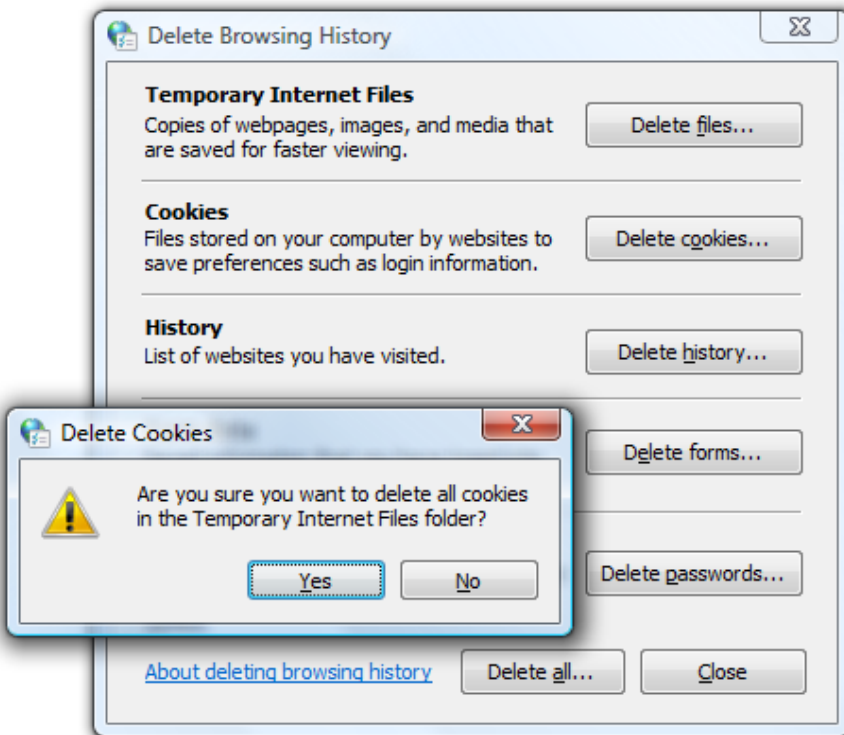 Delete Browsing History
Temporary Internet Files
Copies of webpages, images, and media that
are saved for faster viewing.
Delete files...
Cookies
Files stored on your computer by websites to
save preferences such as login information.
Delete cookies...
History
List of websites you have visited.
Delete history...
Delete forms...
Delete passwords...
Delete Cookies
Are you sure you want to delete all cookies
in the Temporary Internet Files folder?
Yes
No
About deleting browsing history
Delete all...
Close